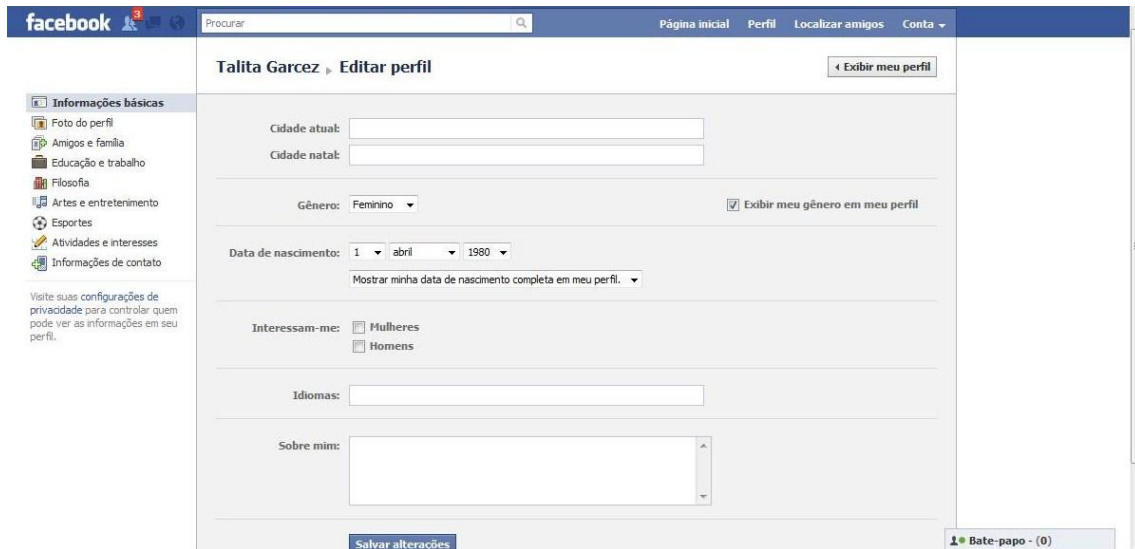 facebook 3 Procurar Página inicial Perfil Localizar amigos Conta
Talita Garcez Editar perfil Exibir meu perfil
Informações básicas
Foto do perfil
Amigos e família
Educação e trabalho
Filosofia
Artes e entretenimento
Esportes
Atividades e interesses
Informações de contato
Visite suas configurações de
privacidade para controlar quem
pode ver as informações em seu
perfil.
Cidade atual:
Cidade natal:
Gênero: Feminino Exibir meu gênero em meu perfil
Data de nascimento: 1 abril 1980
Mostrar minha data de nascimento completa em meu perfil.
Interessam-me: Mulheres
Homens
Idiomas:
Sobre mim:
Salvar alterações
Bate-papo - (0)